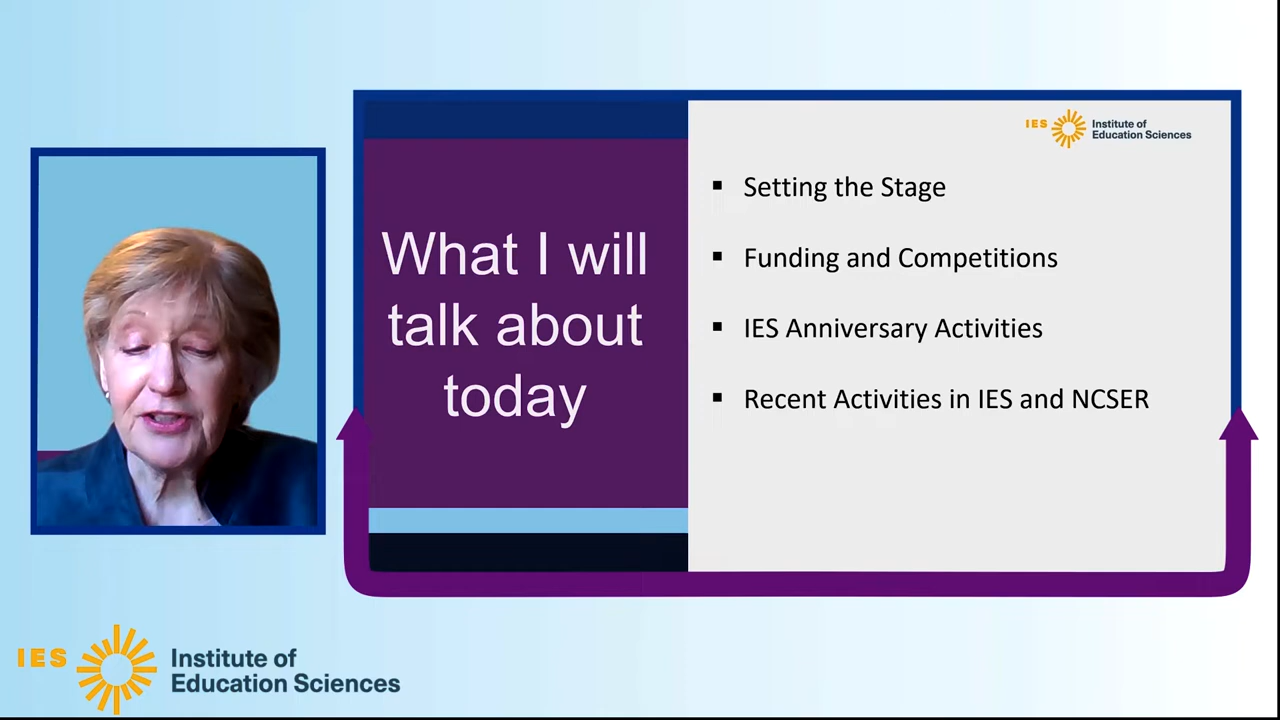 IES
Institute of
Education Sciences
What I will
talk about
today
▪ Setting the Stage
▪ Funding and Competitions
▪ IES Anniversary Activities
▪ Recent Activities in IES and NCSER
IES
Institute of
Education Sciences